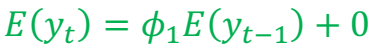 E(y_t) = ϕ_1E(y_{t−1}) + 0